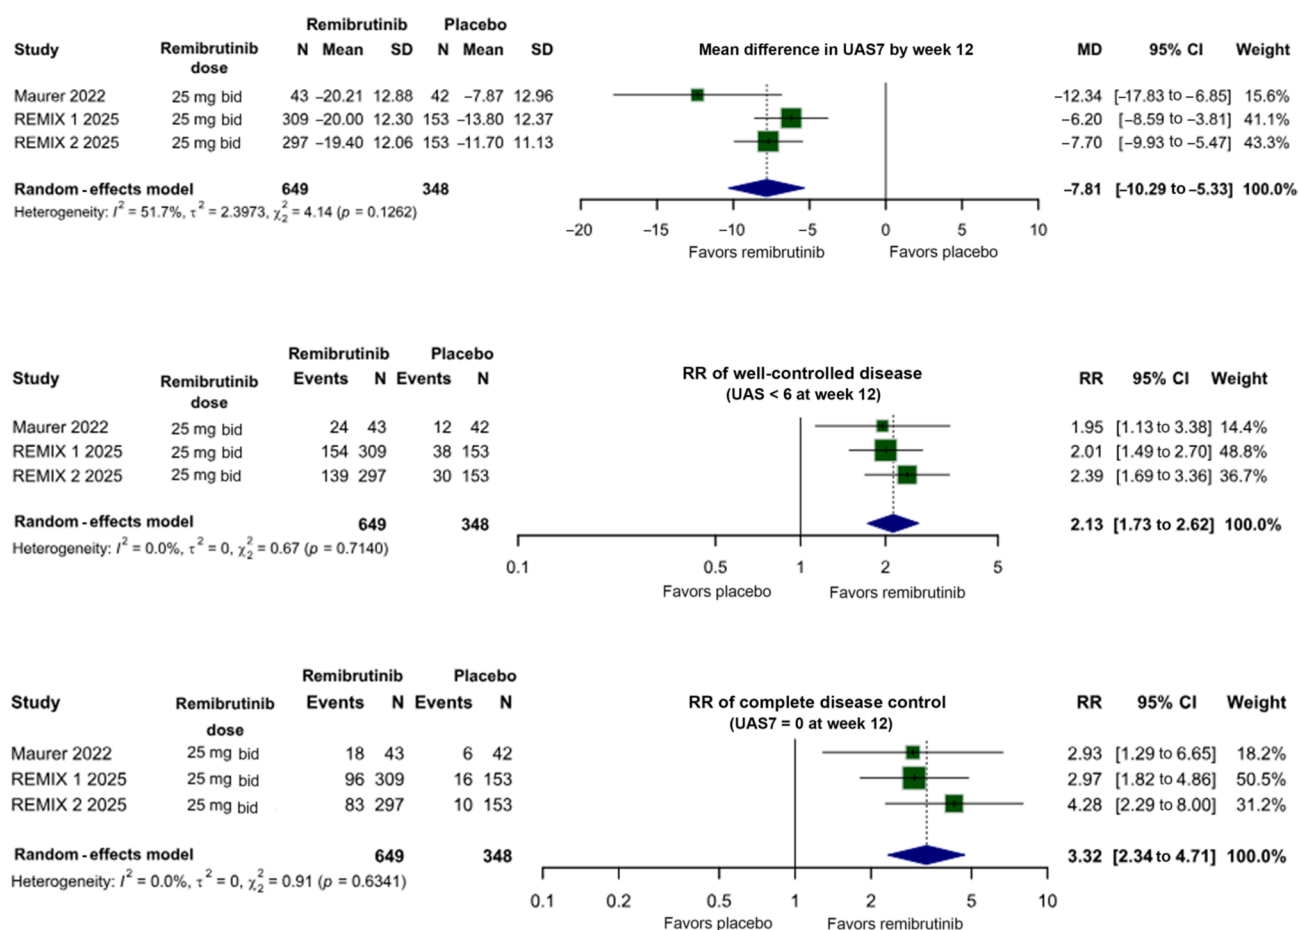 Remibrutinib Placebo
Study Remibrutinib dose N Mean SD N Mean SD Mean difference in UAS7 by week 12 MD 95% CI Weight
Maurer 2022 25 mg bid 43 −20.21 12.88 42 −7.87 12.96 −12.34 [−17.83 to −6.85] 15.6%
REMIX 1 2025 25 mg bid 309 −20.00 12.30 153 −13.80 12.37 −6.20 [−8.59 to −3.81] 41.1%
REMIX 2 2025 25 mg bid 297 −19.40 12.06 153 −11.70 11.13 −7.70 [−9.93 to −5.47] 43.3%
Random-effects model 649 348 −7.81 [−10.29 to −5.33] 100.0%
Heterogeneity: I² = 51.7%, τ² = 2.3973, χ²₂ = 4.14 (p = 0.1262)
−20 −15 −10 −5 0 5 10
Favors remibrutinib Favors placebo
Remibrutinib Placebo
Study Remibrutinib dose Events N Events N RR of well-controlled disease RR 95% CI Weight
(UAS < 6 at week 12)
Maurer 2022 25 mg bid 24 43 12 42 1.95 [1.13 to 3.38] 14.4%
REMIX 1 2025 25 mg bid 154 309 38 153 2.01 [1.49 to 2.70] 48.8%
REMIX 2 2025 25 mg bid 139 297 30 153 2.39 [1.69 to 3.36] 36.7%
Random-effects model 649 348 2.13 [1.73 to 2.62] 100.0%
Heterogeneity: I² = 0.0%, τ² = 0, χ²₂ = 0.67 (p = 0.7140)
0.1 0.5 1 2 5
Favors placebo Favors remibrutinib
Remibrutinib Placebo
Study Remibrutinib dose Events N Events N RR of complete disease control RR 95% CI Weight
(UAS7 = 0 at week 12)
Maurer 2022 25 mg bid 18 43 6 42 2.93 [1.29 to 6.65] 18.2%
REMIX 1 2025 25 mg bid 96 309 16 153 2.97 [1.82 to 4.86] 50.5%
REMIX 2 2025 25 mg bid 83 297 10 153 4.28 [2.29 to 8.00] 31.2%
Random-effects model 649 348 3.32 [2.34 to 4.71] 100.0%
Heterogeneity: I² = 0.0%, τ² = 0, χ²₂ = 0.91 (p = 0.6341)
0.1 0.2 0.5 1 2 5 10
Favors placebo Favors remibrutinib